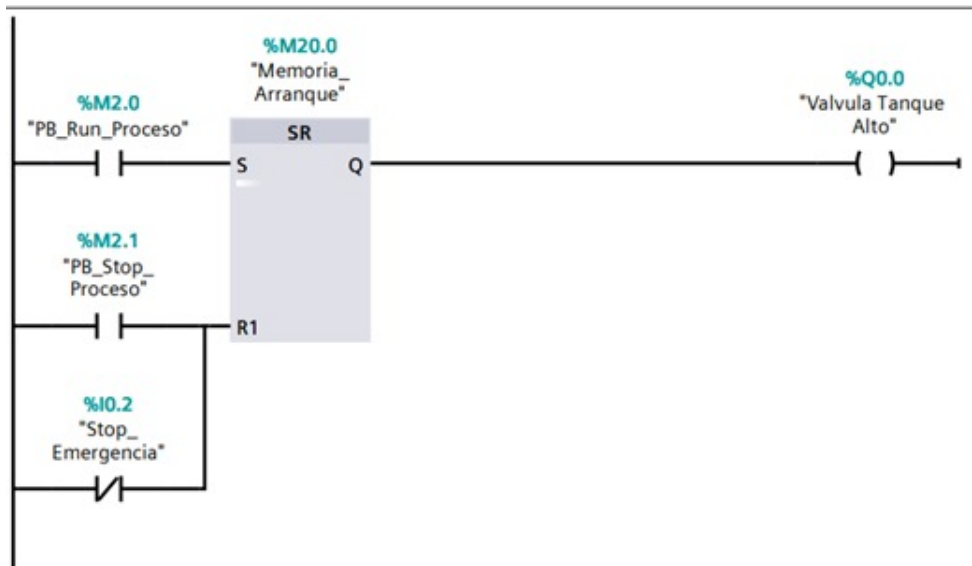 %M20.0
"Memoria_
Arranque"
%Q0.0
"Valvula Tanque
Alto"
%M2.0
"PB_Run_Proceso"
SR
S
Q
%M2.1
"PB_Stop_
Proceso"
R1
%I0.2
"Stop_
Emergencia"